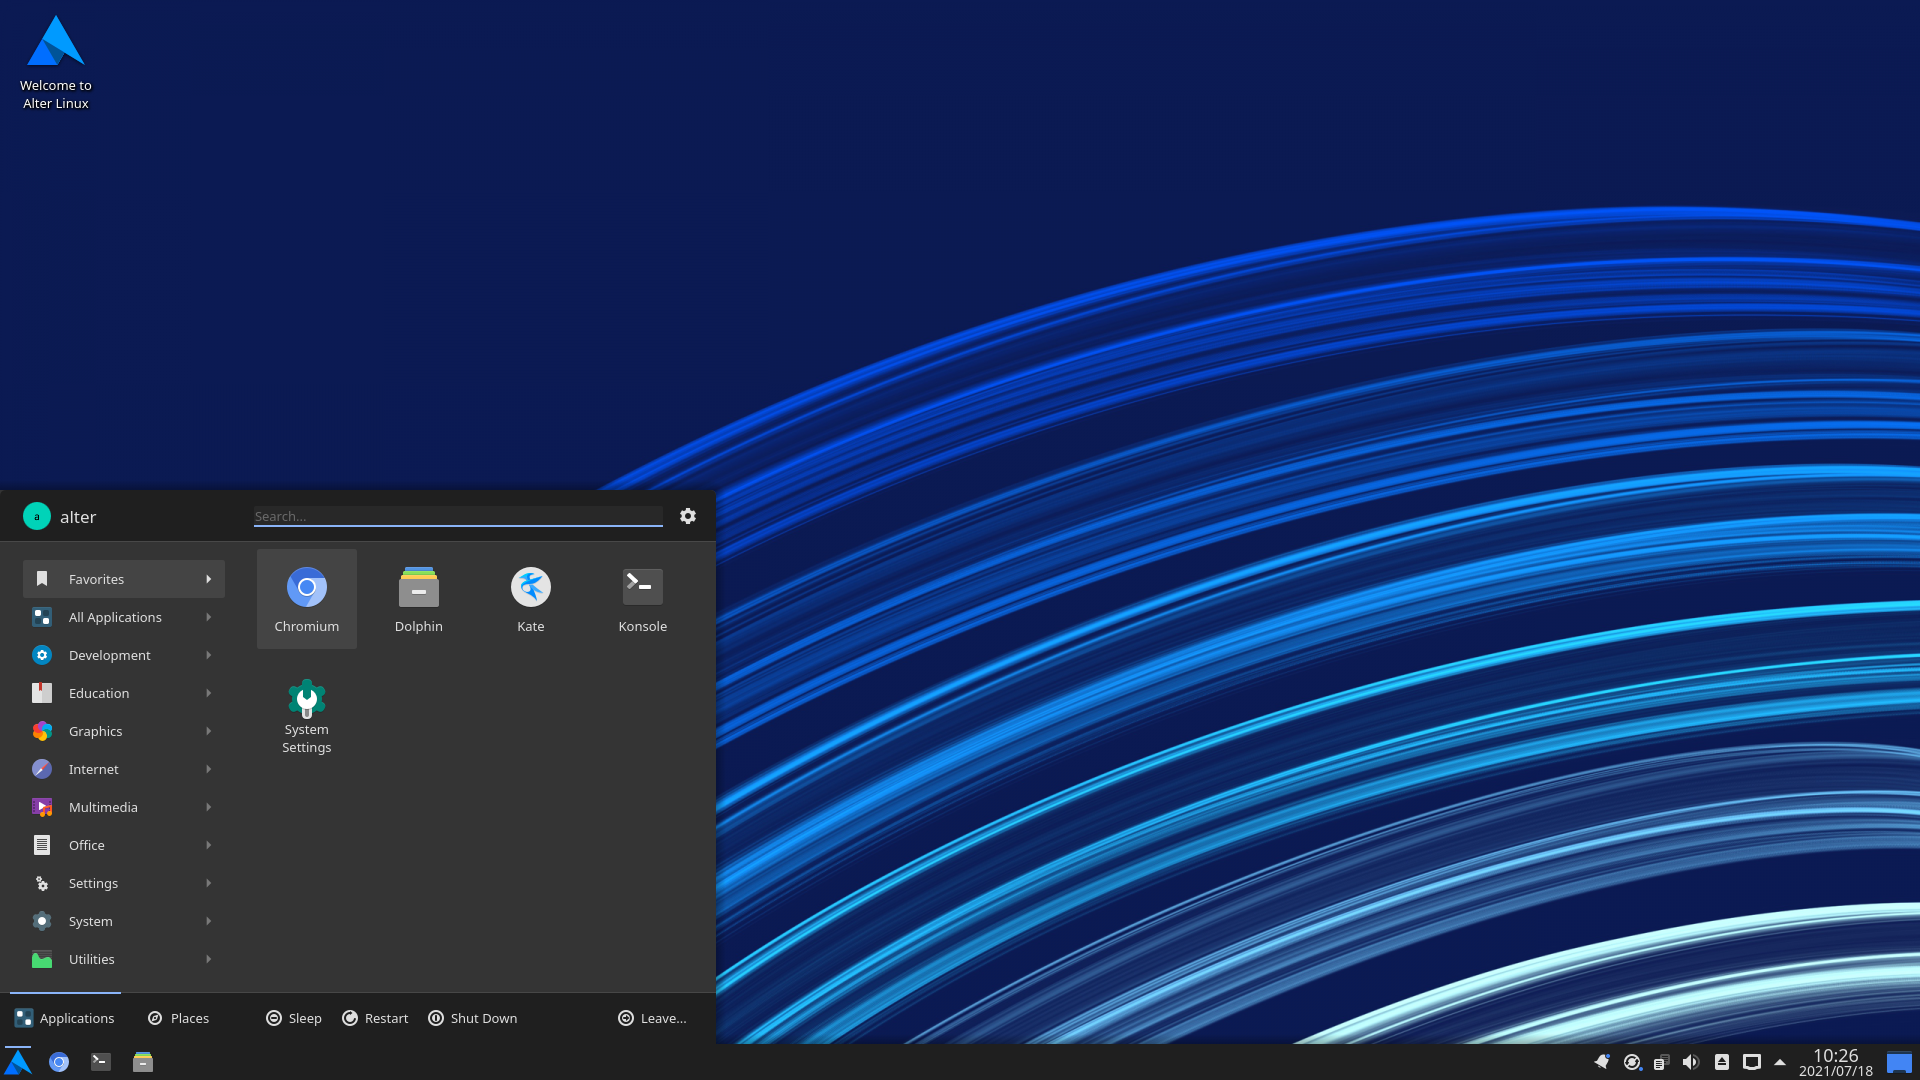 Welcome to
Alter Linux
a
alter
Search...
Favorites
All Applications
Development
Education
Graphics
Internet
Multimedia
Office
Settings
System
Utilities
Chromium
Dolphin
Kate
Konsole
System
Settings
Applications
Places
Sleep
Restart
Shut Down
Leave...
10:26
2021/07/18